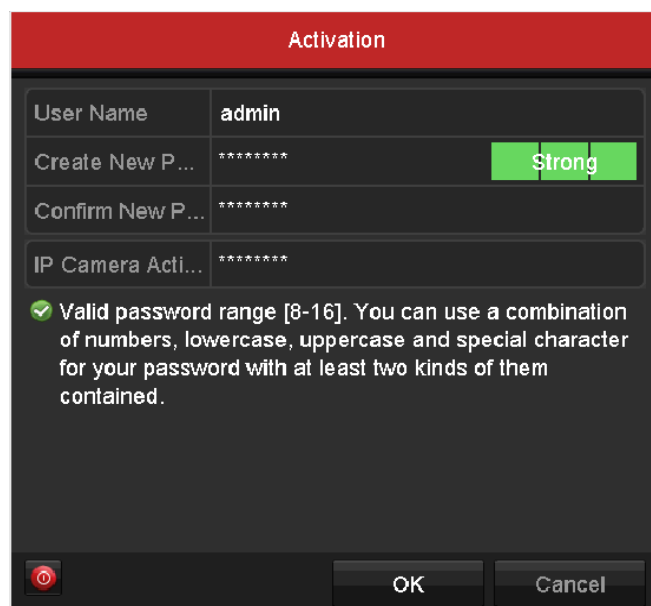 Activation
User Name admin
Create New P... ******** Strong
Confirm New P... ********
IP Camera Acti... ********
Valid password range [8-16]. You can use a combination
of numbers, lowercase, uppercase and special character
for your password with at least two kinds of them
contained.
OK Cancel